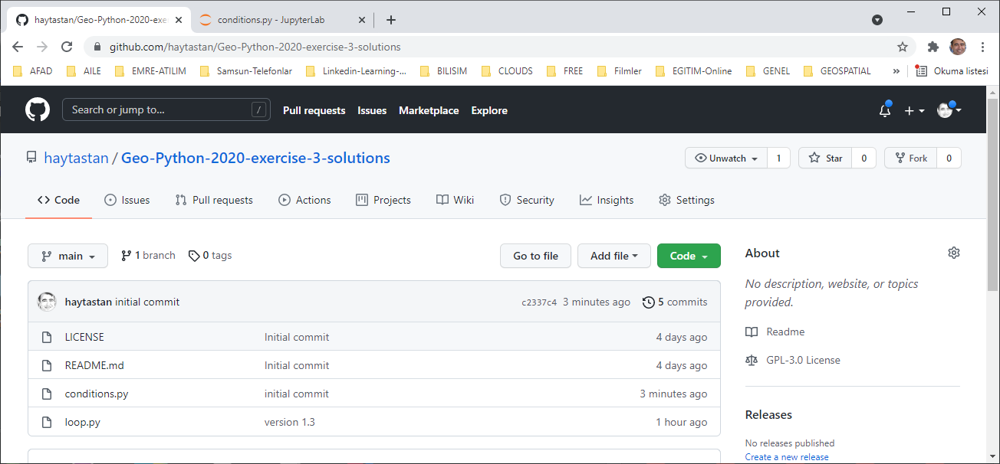 haytastan/Geo-Python-2020-exe
conditions.py - JupyterLab
github.com/haytastan/Geo-Python-2020-exercise-3-solutions
AFAD AILE EMRE-ATILIM Samsun-Telefonlar Linkedin-Learning-... BILISIM CLOUDS FREE Filmler EGITIM-Online GENEL GEOSPATIAL » Okuma listesi
Search or jump to... / Pull requests Issues Marketplace Explore
haytastan / Geo-Python-2020-exercise-3-solutions
Unwatch 1 Star 0 Fork 0
Code Issues Pull requests Actions Projects Wiki Security Insights Settings
main 1 branch 0 tags Go to file Add file Code
haytastan initial commit c2337c4 3 minutes ago 5 commits
LICENSE Initial commit 4 days ago
README.md Initial commit 4 days ago
conditions.py initial commit 3 minutes ago
loop.py version 1.3 1 hour ago
About
No description, website, or topics
provided.
Readme
GPL-3.0 License
Releases
No releases published
Create a new release